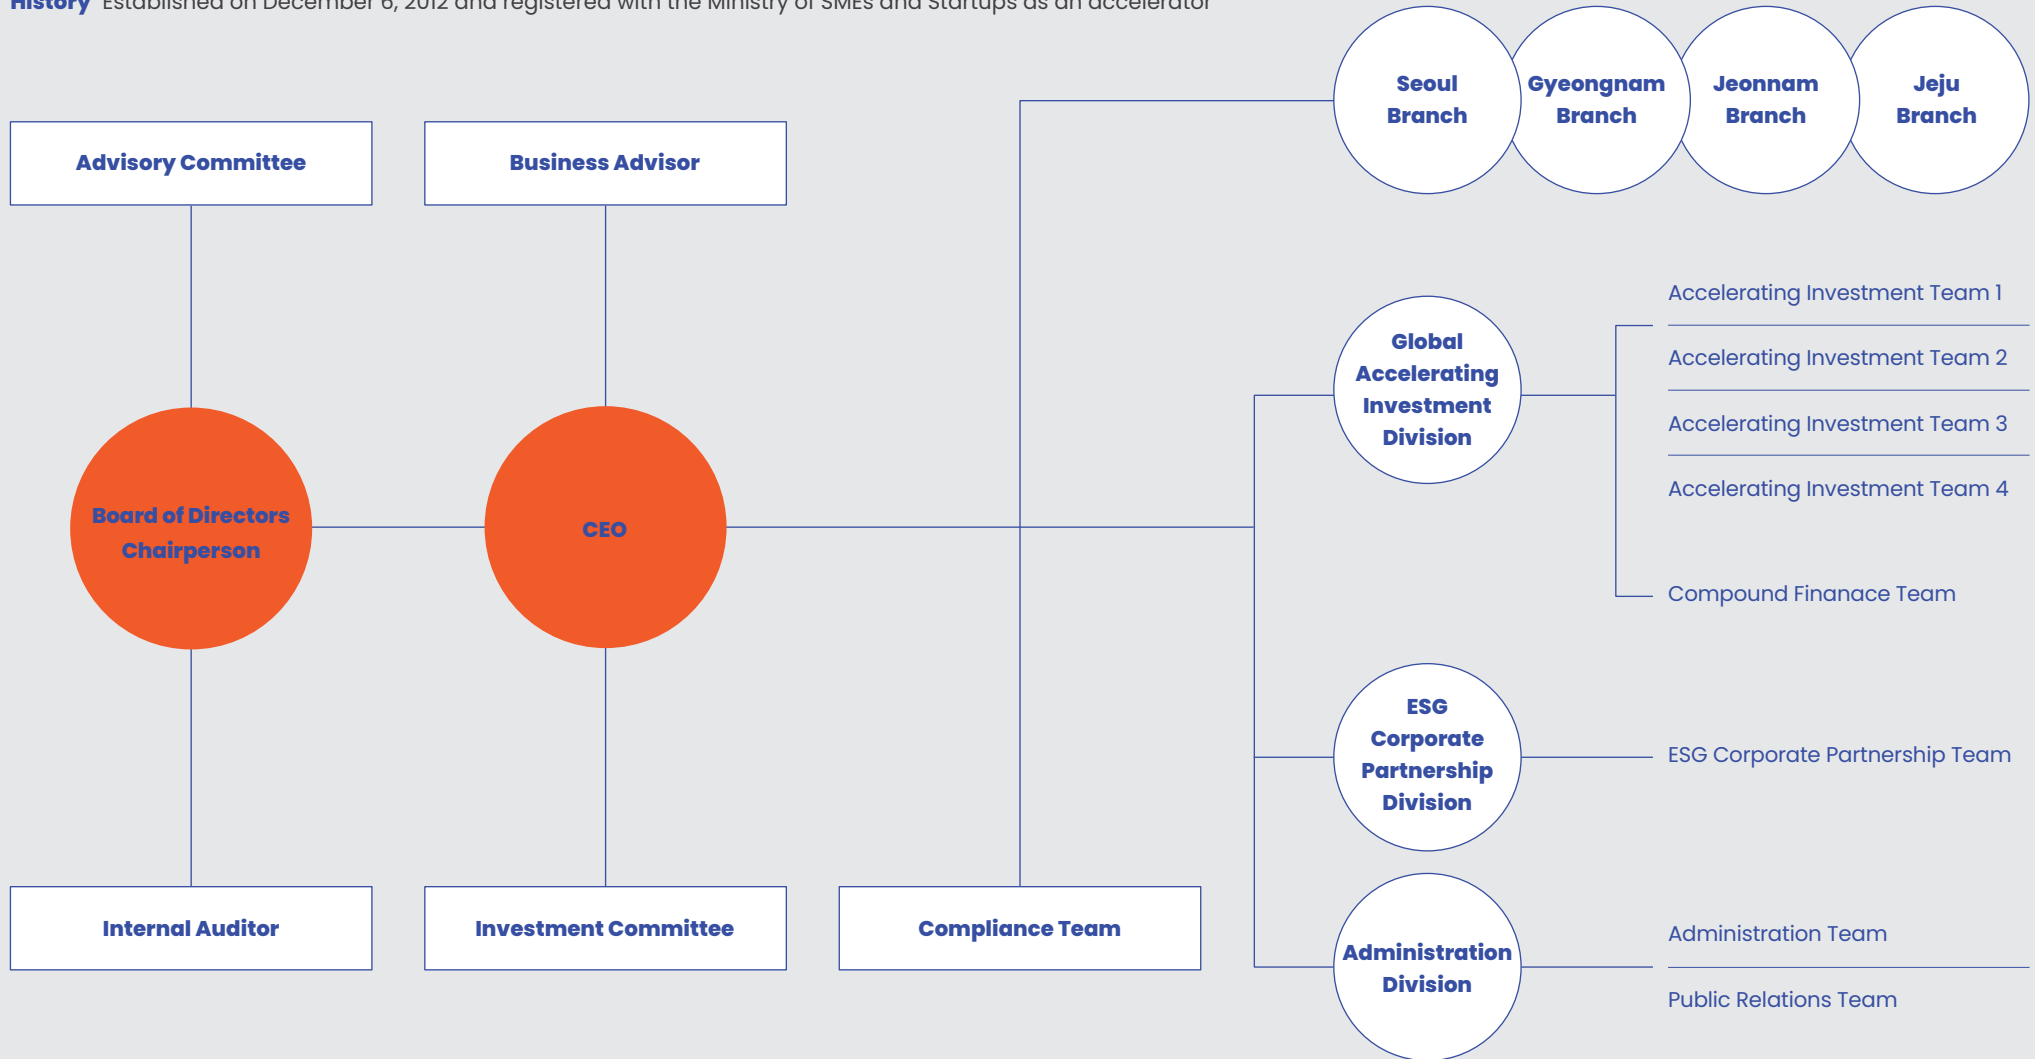 History Established on December 6, 2012 and registered with the Ministry of SMEs and Startups as an accelerator
Seoul
Branch
Gyeongnam
Branch
Jeonnam
Branch
Jeju
Branch
Advisory Committee
Business Advisor
Board of Directors
Chairperson
CEO
Internal Auditor
Investment Committee
Compliance Team
Global
Accelerating
Investment
Division
Accelerating Investment Team 1
Accelerating Investment Team 2
Accelerating Investment Team 3
Accelerating Investment Team 4
Compound Finanace Team
ESG
Corporate
Partnership
Division
ESG Corporate Partnership Team
Administration
Division
Administration Team
Public Relations Team